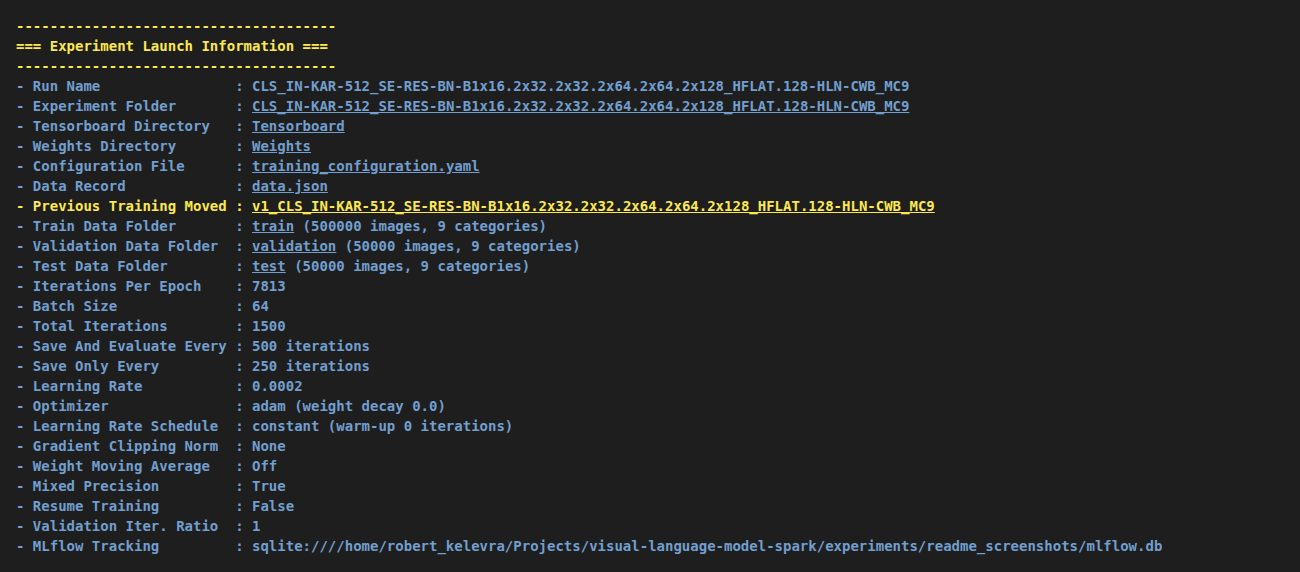 --------------------------------------
=== Experiment Launch Information ===
--------------------------------------
- Run Name                : CLS_IN-KAR-512_SE-RES-BN-B1x16.2x32.2x32.2x64.2x64.2x128_HFLAT.128-HLN-CWB_MC9
- Experiment Folder       : CLS_IN-KAR-512_SE-RES-BN-B1x16.2x32.2x32.2x64.2x64.2x128_HFLAT.128-HLN-CWB_MC9
- Tensorboard Directory   : Tensorboard
- Weights Directory       : Weights
- Configuration File      : training_configuration.yaml
- Data Record             : data.json
- Previous Training Moved : v1_CLS_IN-KAR-512_SE-RES-BN-B1x16.2x32.2x32.2x64.2x64.2x128_HFLAT.128-HLN-CWB_MC9
- Train Data Folder       : train (500000 images, 9 categories)
- Validation Data Folder  : validation (50000 images, 9 categories)
- Test Data Folder        : test (50000 images, 9 categories)
- Iterations Per Epoch    : 7813
- Batch Size              : 64
- Total Iterations        : 1500
- Save And Evaluate Every : 500 iterations
- Save Only Every         : 250 iterations
- Learning Rate           : 0.0002
- Optimizer               : adam (weight decay 0.0)
- Learning Rate Schedule  : constant (warm-up 0 iterations)
- Gradient Clipping Norm  : None
- Weight Moving Average   : Off
- Mixed Precision         : True
- Resume Training         : False
- Validation Iter. Ratio  : 1
- MLflow Tracking         : sqlite:////home/robert_kelevra/Projects/visual-language-model-spark/experiments/readme_screenshots/mlflow.db